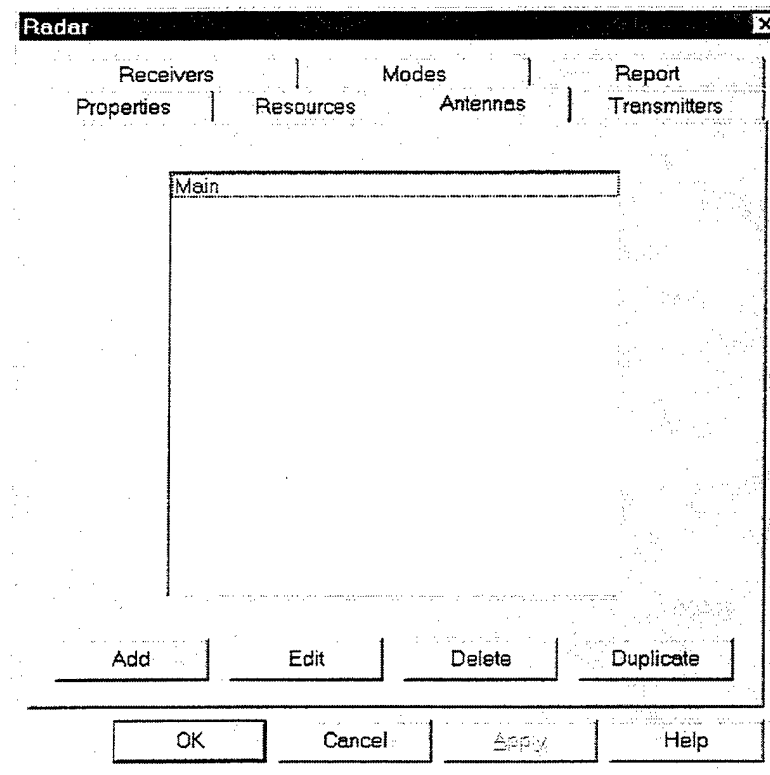 Radar
Receivers Modes Report
Properties Resources Antennas Transmitters
Main
Add Edit Delete Duplicate
OK Cancel Apply Help